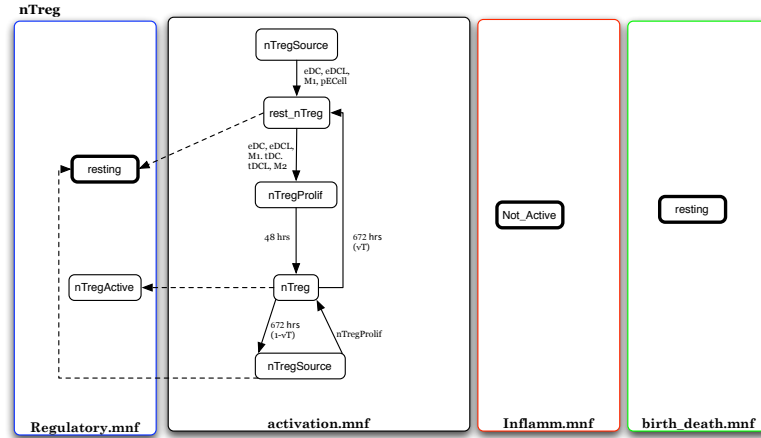 nTreg
nTregSource
eDC, eDCL,
M1, pECell
rest_nTreg
eDC, eDCL,
M1. tDC.
tDCL, M2
resting
nTregProlif
Not_Active
resting
48 hrs
672 hrs
(vT)
nTregActive
nTreg
672 hrs
(1-vT)
nTregProlif
nTregSource
Regulatory.mnf
activation.mnf
Inflamm.mnf
birth_death.mnf